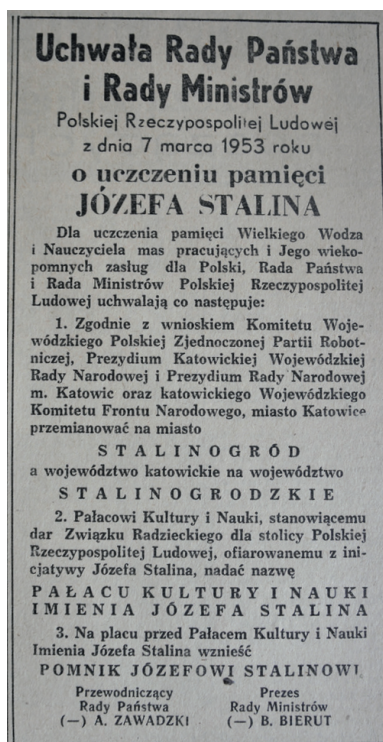 Uchwała Rady Państwa
i Rady Ministrów
Polskiej Rzeczypospolitej Ludowej
z dnia 7 marca 1953 roku
o uczczeniu pamięci
JÓZEFA STALINA
Dla uczczenia pamięci Wielkiego Wodza
i Nauczyciela mas pracujących i Jego wieko-
pomnych zasług dla Polski, Rada Państwa
i Rada Ministrów Polskiej Rzeczypospolitej
Ludowej uchwalają co następuje:
1. Zgodnie z wnioskiem Komitetu Woje-
wódzkiego Polskiej Zjednoczonej Partii Robot-
niczej, Prezydium Katowickiej Wojewódzkiej
Rady Narodowej i Prezydium Rady Narodowej
m. Katowic oraz katowickiego Wojewódzkiego
Komitetu Frontu Narodowego, miasto Katowice
przemianować na miasto
STALINOGRÓD
a województwo katowickie na województwo
STALINOGRODZKIE
2. Pałacowi Kultury i Nauki, stanowiącemu
dar Związku Radzieckiego dla stolicy Polskiej
Rzeczypospolitej Ludowej, ofiarowanemu z ini-
cjatywy Józefa Stalina, nadać nazwę
PAŁACU KULTURY I NAUKI
IMIENIA JÓZEFA STALINA
3. Na placu przed Pałacem Kultury i Nauki
Imienia Józefa Stalina wznieść
POMNIK JÓZEFOWI STALINOWI
Przewodniczący Prezes
Rady Państwa Rady Ministrów
(—) A. ZAWADZKI (—) B. BIERUT